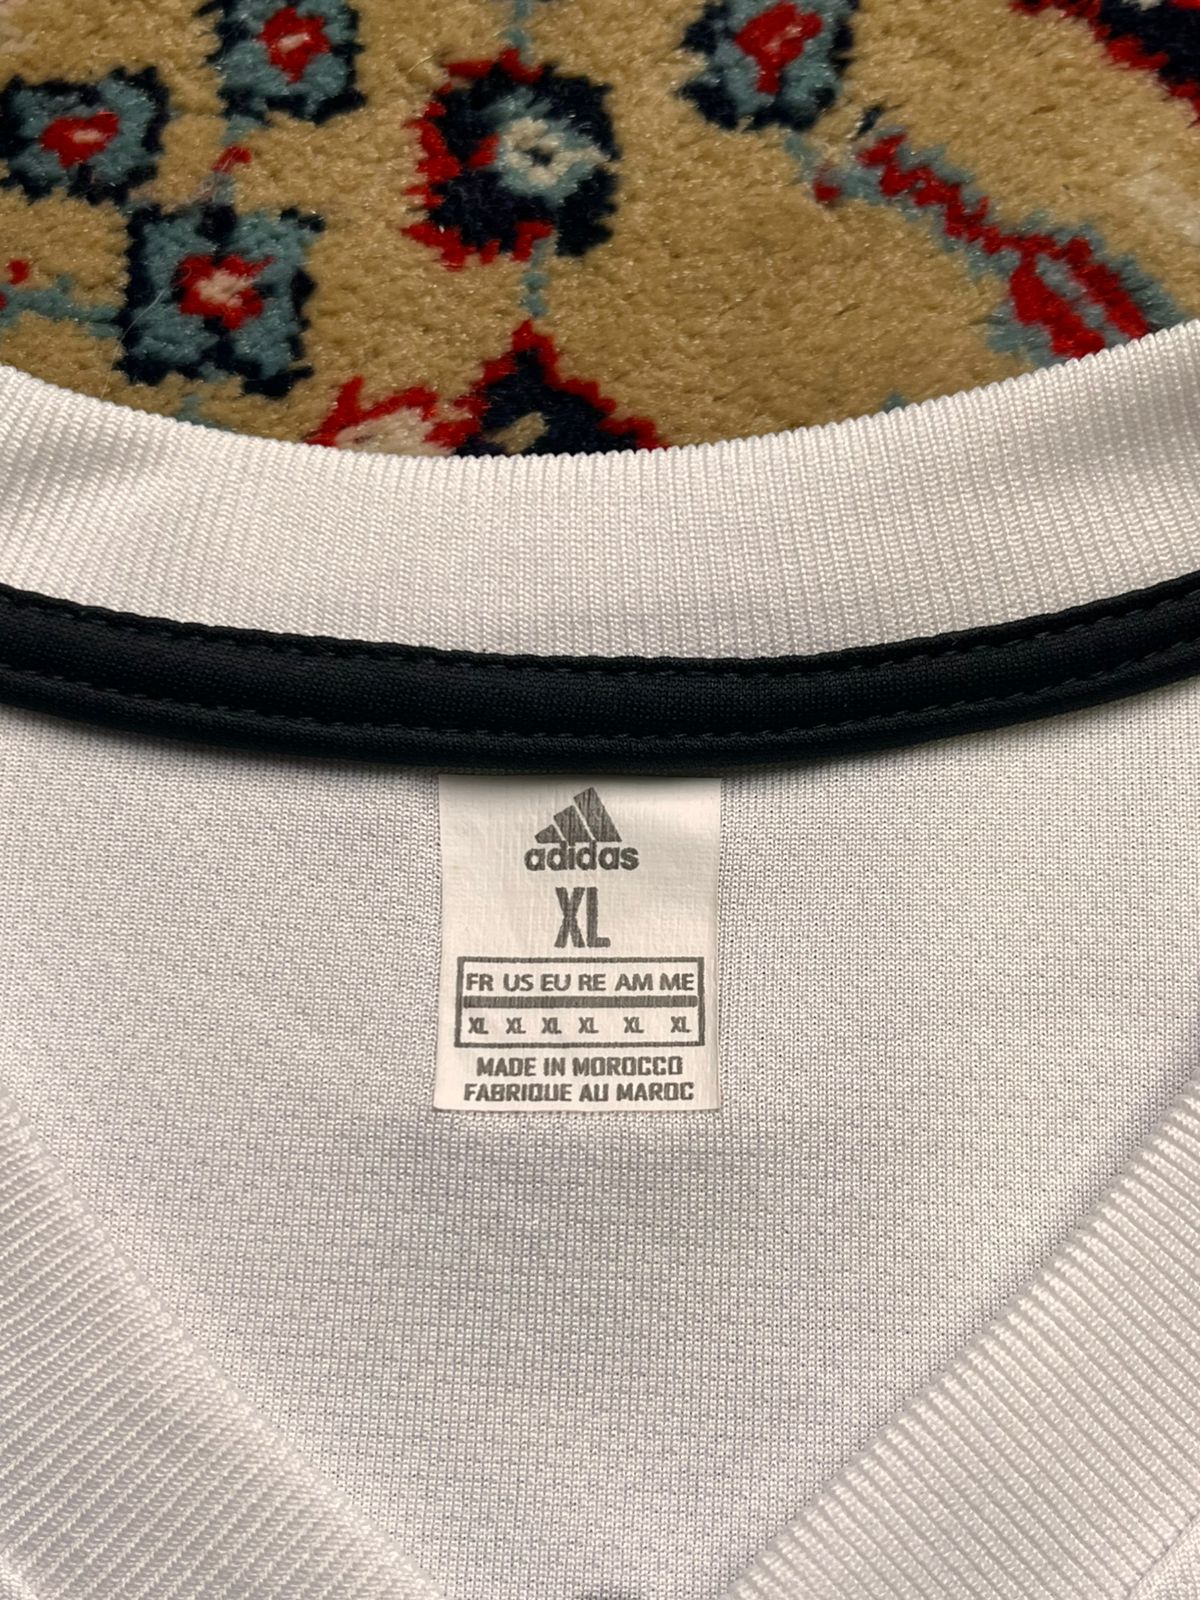 adidas
XL
FR US EU RE AM ME
XL XL XL XL XL XL
MADE IN MOROCCO
FABRIQUE AU MAROC